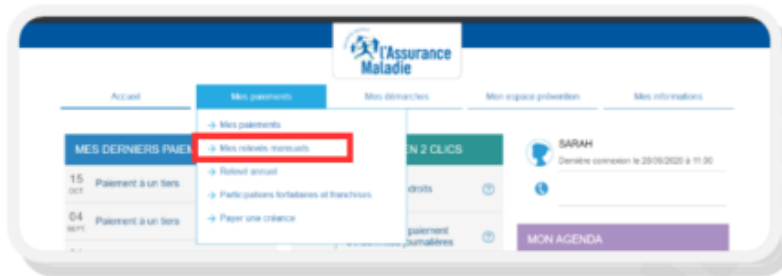 l'Assurance
Maladie
Accueil
Mes paiements
Mes démarches
Mon espace prévention
Mes informations
→ Mes paiements
→ Mes relevés mensuels
→ Relevé annuel
→ Participations forfaitaires et franchises
→ Payer une créance
MES DERNIERS PAIEM
15 Paiement à un tiers
OCT.
04 Paiement à un tiers
SEPT.
EN 2 CLICS
droits
paiement
journalières
SARAH
Dernière connexion le 28/09/2020 à 11:00
MON AGENDA